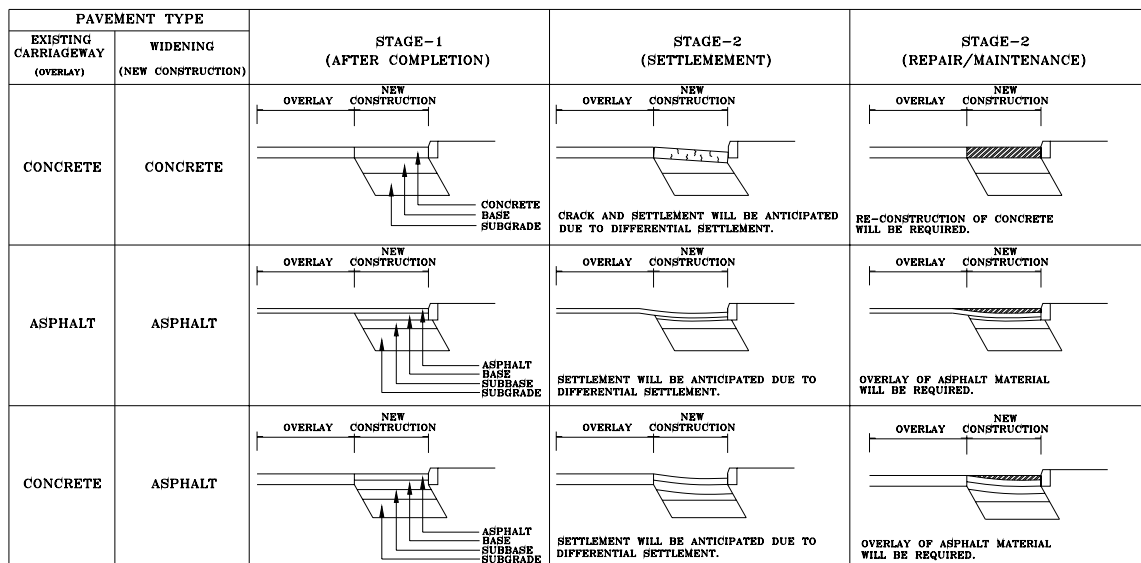 PAVEMENT TYPE
EXISTING
CARRIAGEWAY
(OVERLAY)
WIDENING
(NEW CONSTRUCTION)
STAGE-1
(AFTER COMPLETION)
STAGE-2
(SETTLEMEMENT)
STAGE-2
(REPAIR/MAINTENANCE)
CONCRETE
CONCRETE
OVERLAY
NEW
CONSTRUCTION
CONCRETE
BASE
SUBGRADE
OVERLAY
NEW
CONSTRUCTION
CRACK AND SETTLEMENT WILL BE ANTICIPATED
DUE TO DIFFERENTIAL SETTLEMENT.
OVERLAY
NEW
CONSTRUCTION
RE-CONSTRUCTION OF CONCRETE
WILL BE REQUIRED.
ASPHALT
ASPHALT
OVERLAY
NEW
CONSTRUCTION
ASPHALT
BASE
SUBBASE
SUBGRADE
OVERLAY
NEW
CONSTRUCTION
SETTLEMENT WILL BE ANTICIPATED DUE TO
DIFFERENTIAL SETTLEMENT.
OVERLAY
NEW
CONSTRUCTION
OVERLAY OF ASPHALT MATERIAL
WILL BE REQUIRED.
CONCRETE
ASPHALT
OVERLAY
NEW
CONSTRUCTION
ASPHALT
BASE
SUBBASE
SUBGRADE
OVERLAY
NEW
CONSTRUCTION
SETTLEMENT WILL BE ANTICIPATED DUE TO
DIFFERENTIAL SETTLEMENT.
OVERLAY
NEW
CONSTRUCTION
OVERLAY OF ASPHALT MATERIAL
WILL BE REQUIRED.